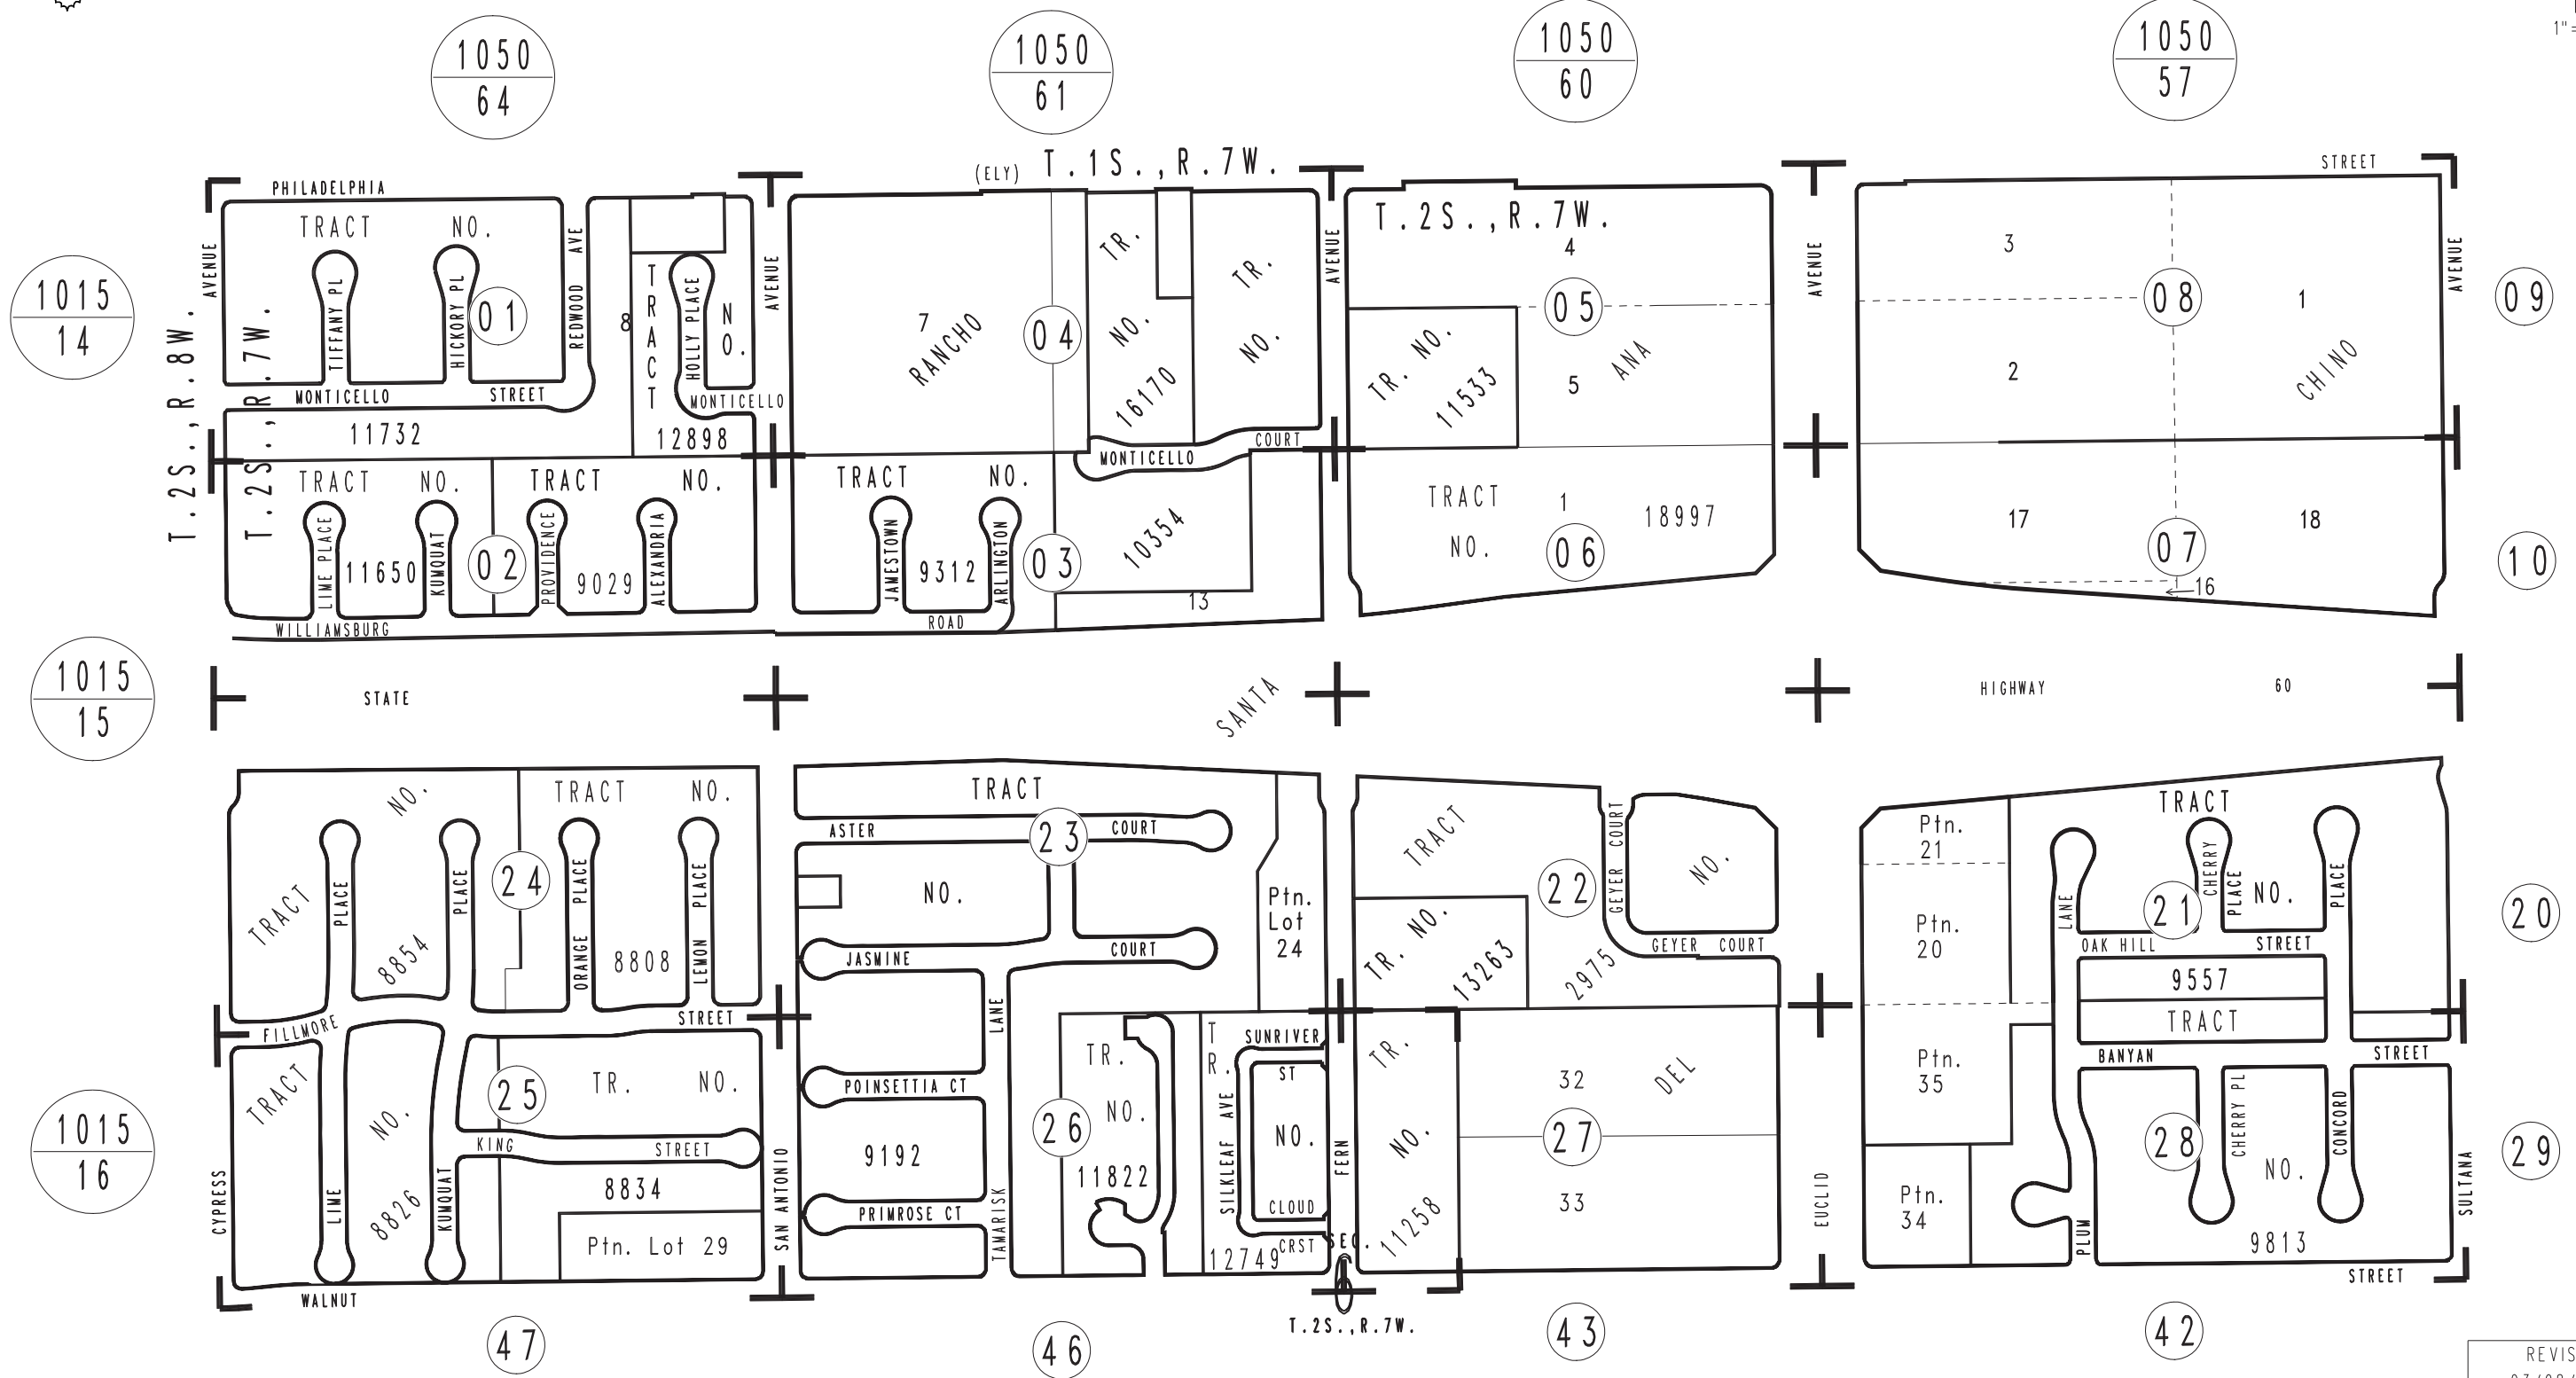 1050
64
1050
61
1050
60
1050
57
1"=
(ELY) T.1S.,R.7W.
STREET
PHILADELPHIA
T.2S.,R.7W.
TRACT NO.
AVENUE
TIFFANY PL
HICKORY PL
01
REDWOOD AVE
8
TRACT
HOLLY PLACE
NO.
AVENUE
7
RANCHO
04
TR.
NO.
16170
TR.
NO.
AVENUE
4
05
TR. NO.
11533
5
ANA
AVENUE
3
08
1
2
CHINO
AVENUE
09
1015
14
T.2S.,R.8W.
T.2S.,R.7W.
MONTICELLO STREET
MONTICELLO
11732
12898
COURT
MONTICELLO
TRACT NO.
LIME PLACE
11650
KUMQUAT
02
TRACT NO.
PROVIDENCE
9029
ALEXANDRIA
TRACT NO.
JAMESTOWN
9312
ARLINGTON
03
10354
13
TRACT 1 18997
NO.
06
17
18
07
16
10
WILLIAMSBURG
ROAD
1015
15
STATE
SANTA
HIGHWAY
60
NO.
TRACT
PLACE
8854
PLACE
24
TRACT NO.
ORANGE PLACE
8808
LEMON PLACE
TRACT
ASTER
23
COURT
NO.
JASMINE
COURT
Ptn.
Lot
24
TRACT
22
GEYER COURT
NO.
TR. NO.
13263
2975
GEYER COURT
Ptn.
21
Ptn.
20
TRACT
LANE
CHERRY
PLACE
21
NO.
PLACE
OAK HILL
STREET
9557
TRACT
20
FILLMORE
STREET
1015
16
CYPRESS
TRACT
LIME
NO.
8826
KUMQUAT
25
TR. NO.
KING STREET
8834
Ptn. Lot 29
SAN ANTONIO
LANE
POINSETTIA CT
9192
PRIMROSE CT
TAMARISK
26
TR.
NO.
11822
TR.
SUNRIVER
ST
SILKLEAF AVE
NO.
CLOUD
CRST
12749
FERN
SEC.
TR.
NO.
11258
32
DEL
27
33
EUCLID
Ptn.
35
Ptn.
34
PLUM
BANYAN
STREET
28
CHERRY PL
NO.
CONCORD
9813
SULTANA
29
WALNUT
STREET
T.2S.,R.7W.
47
46
43
42
REVIS